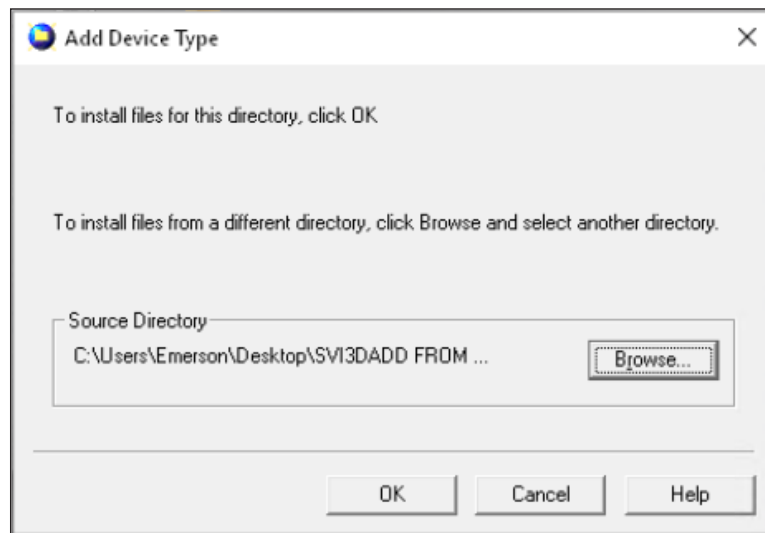 Add Device Type
To install files for this directory, click OK
To install files from a different directory, click Browse and select another directory.
Source Directory
C:\Users\Emerson\Desktop\SVI3DADD FROM ...
Browse...
OK
Cancel
Help